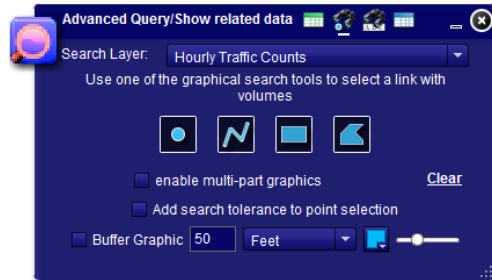 Advanced Query/Show related data
Search Layer: Hourly Traffic Counts
Use one of the graphical search tools to select a link with
volumes
enable multi-part graphics Clear
Add search tolerance to point selection
Buffer Graphic 50 Feet